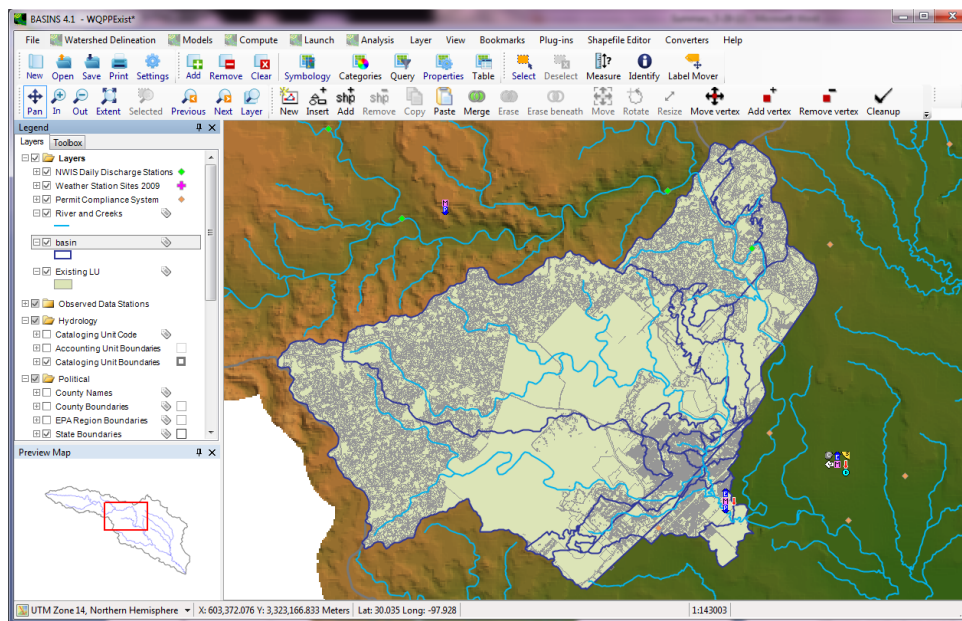 BASINS 4.1 - WQPPExist*
File Watershed Delineation Models Compute Launch Analysis Layer View Bookmarks Plug-ins Shapefile Editor Converters Help
New Open Save Print Settings Add Remove Clear Symbology Categories Query Properties Table Select Deselect Measure Identify Label Mover
Pan In Out Extent Selected Previous Next Layer New Insert Add Remove Copy Paste Merge Erase Erase beneath Move Rotate Resize Move vertex Add vertex Remove vertex Cleanup
Legend
Layers Toolbox
Layers
NWIS Daily Discharge Stations
Weather Station Sites 2009
Permit Compliance System
River and Creeks
basin
Existing LU
Observed Data Stations
Hydrology
Cataloging Unit Code
Accounting Unit Boundaries
Cataloging Unit Boundaries
Political
County Names
County Boundaries
EPA Region Boundaries
State Boundaries
Preview Map
UTM Zone 14, Northern Hemisphere X: 603,372.076 Y: 3,323,166.833 Meters Lat: 30.035 Long: -97.928 1:143003